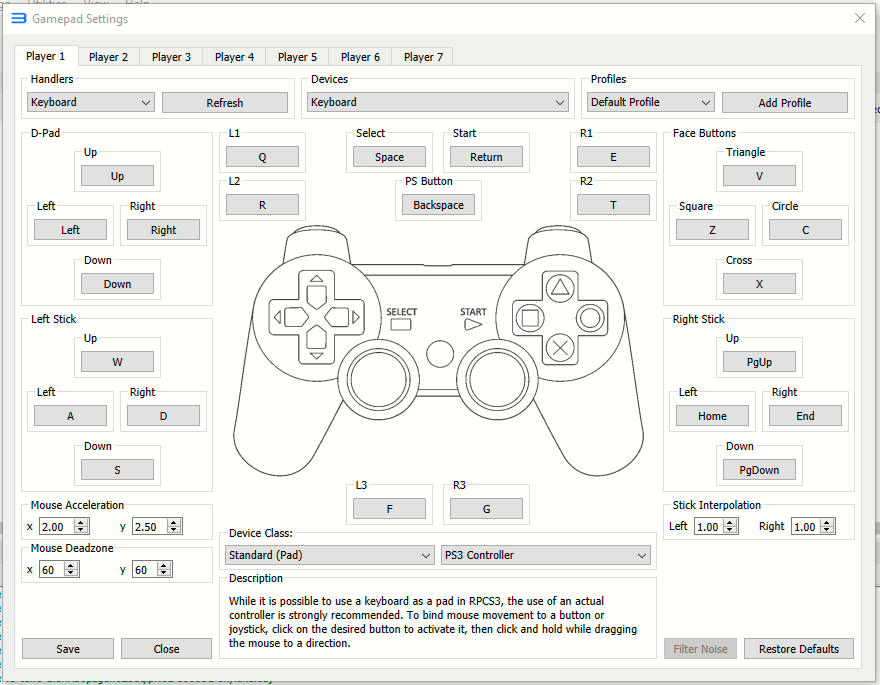 Utilities View Help
Gamepad Settings
Player 1 Player 2 Player 3 Player 4 Player 5 Player 6 Player 7
Handlers
Keyboard Refresh
Devices
Keyboard
Profiles
Default Profile Add Profile
D-Pad
Up
Up
Left
Left
Right
Right
Down
Down
L1
Q
L2
R
Select
Space
Start
Return
PS Button
Backspace
R1
E
R2
T
Face Buttons
Triangle
V
Square
Z
Circle
C
Cross
X
SELECT START
Left Stick
Up
W
Left
A
Right
D
Down
S
Right Stick
Up
PgUp
Left
Home
Right
End
Down
PgDown
L3
F
R3
G
Mouse Acceleration
x 2.00 y 2.50
Mouse Deadzone
x 60 y 60
Device Class:
Standard (Pad) PS3 Controller
Stick Interpolation
Left 1.00 Right 1.00
Description
While it is possible to use a keyboard as a pad in RPCS3, the use of an actual
controller is strongly recommended. To bind mouse movement to a button or
joystick, click on the desired button to activate it, then click and hold while dragging
the mouse to a direction.
Save Close Filter Noise Restore Defaults